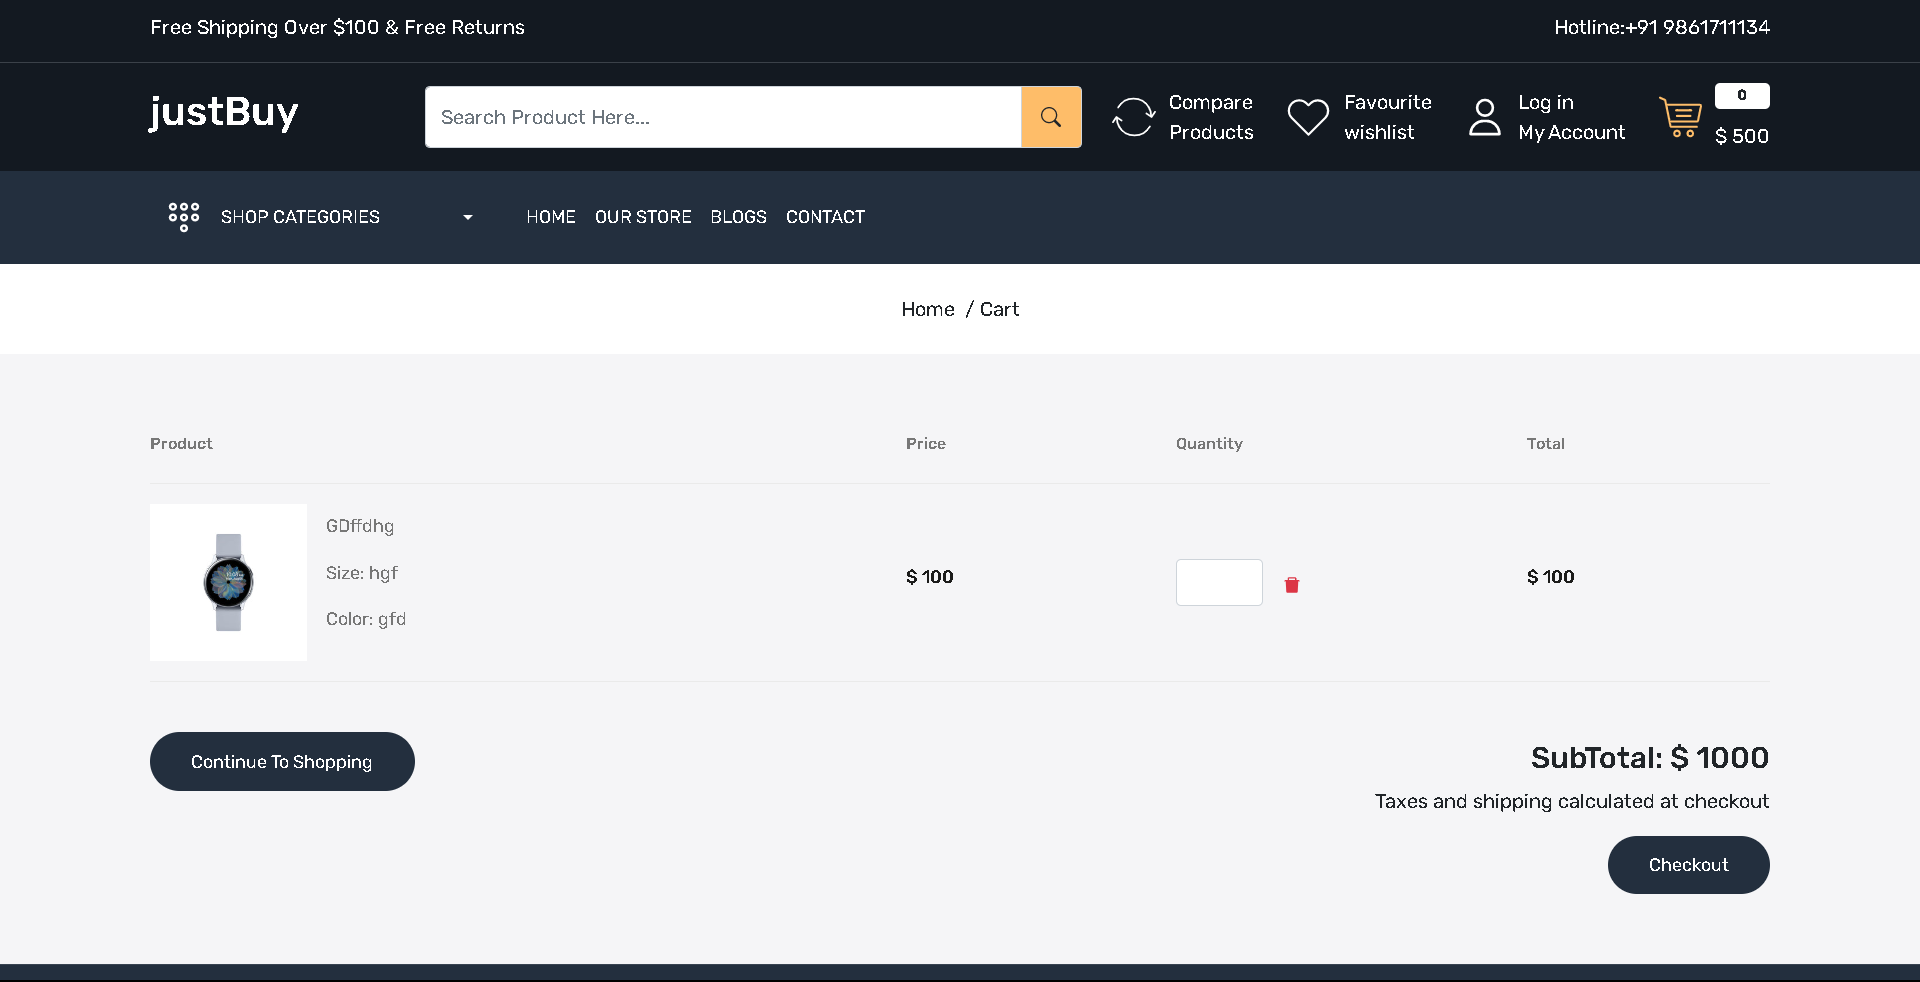 Free Shipping Over $100 & Free Returns
Hotline:+91 9861711134
justBuy
Search Product Here...
Compare
Products
Favourite
wishlist
Log in
My Account
0
$ 500
SHOP CATEGORIES
HOME OUR STORE BLOGS CONTACT
Home / Cart
Product Price Quantity Total
GDffdhg
Size: hgf
Color: gfd
$ 100
$ 100
Continue To Shopping
SubTotal: $ 1000
Taxes and shipping calculated at checkout
Checkout